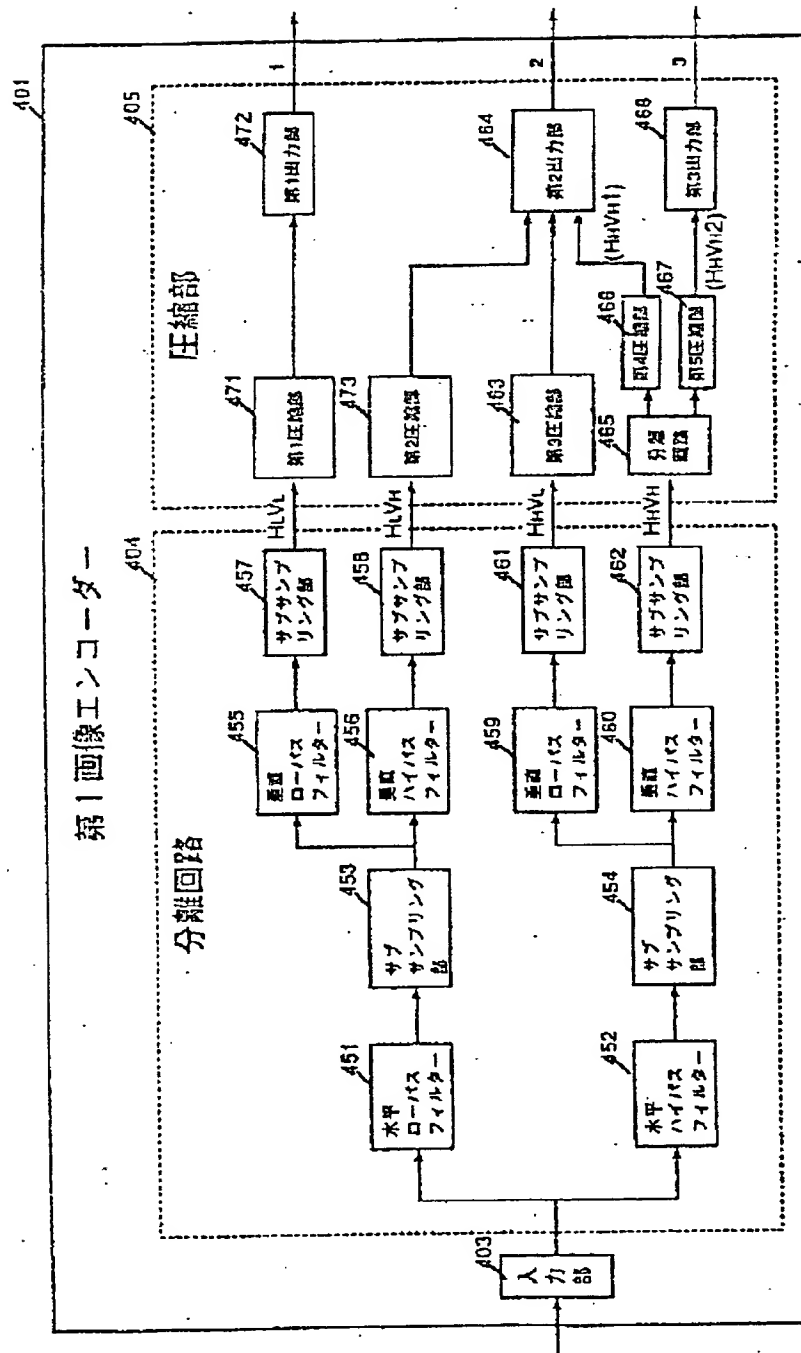 第1画像エンコーダー
401
分離回路
404
圧縮部
405
403
入力部
451
水平
ローパス
フィルター
452
水平
ハイパス
フィルター
453
サブ
サンプリング
部
454
サブ
サンプリング
部
455
垂直
ローパス
フィルター
456
垂直
ハイパス
フィルター
459
垂直
ローパス
フィルター
460
垂直
ハイパス
フィルター
457
サブサンプ
リング部
458
サブサンプ
リング部
461
サブサンプ
リング部
462
サブサンプ
リング部
HLVL
HLVH
HHVL
HHVH
471
第1圧縮部
473
第2圧縮部
463
第3圧縮部
465
分離
回路
466
第4圧縮部
467
第5圧縮部
(HHVH1)
(HHVH2)
472
第1出力部
464
第2出力部
468
第3出力部
1
2
3